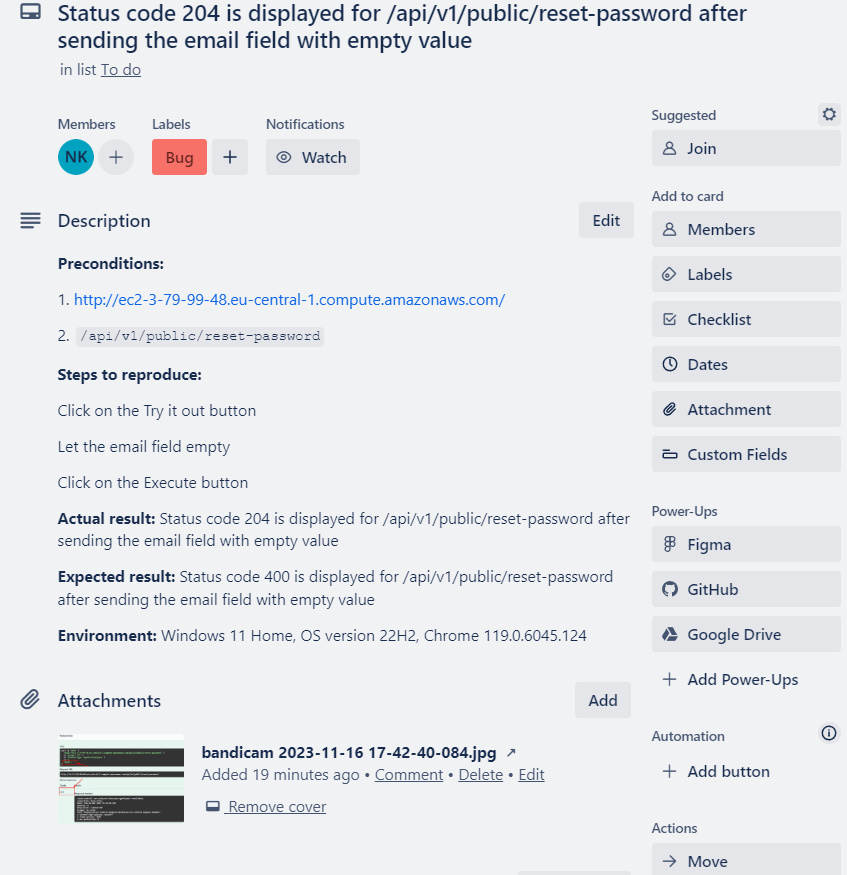 Status code 204 is displayed for /api/v1/public/reset-password after
sending the email field with empty value
in list To do
Members
Labels
Notifications
NK
Bug
Watch
Description
Edit
Preconditions:
1. http://ec2-3-79-99-48.eu-central-1.compute.amazonaws.com/
2. /api/v1/public/reset-password
Steps to reproduce:
Click on the Try it out button
Let the email field empty
Click on the Execute button
Actual result: Status code 204 is displayed for /api/v1/public/reset-password after
sending the email field with empty value
Expected result: Status code 400 is displayed for /api/v1/public/reset-password
after sending the email field with empty value
Environment: Windows 11 Home, OS version 22H2, Chrome 119.0.6045.124
Attachments
Add
bandicam 2023-11-16 17-42-40-084.jpg
Added 19 minutes ago • Comment • Delete • Edit
Remove cover
Suggested
Join
Add to card
Members
Labels
Checklist
Dates
Attachment
Custom Fields
Power-Ups
Figma
GitHub
Google Drive
Add Power-Ups
Automation
Add button
Actions
Move